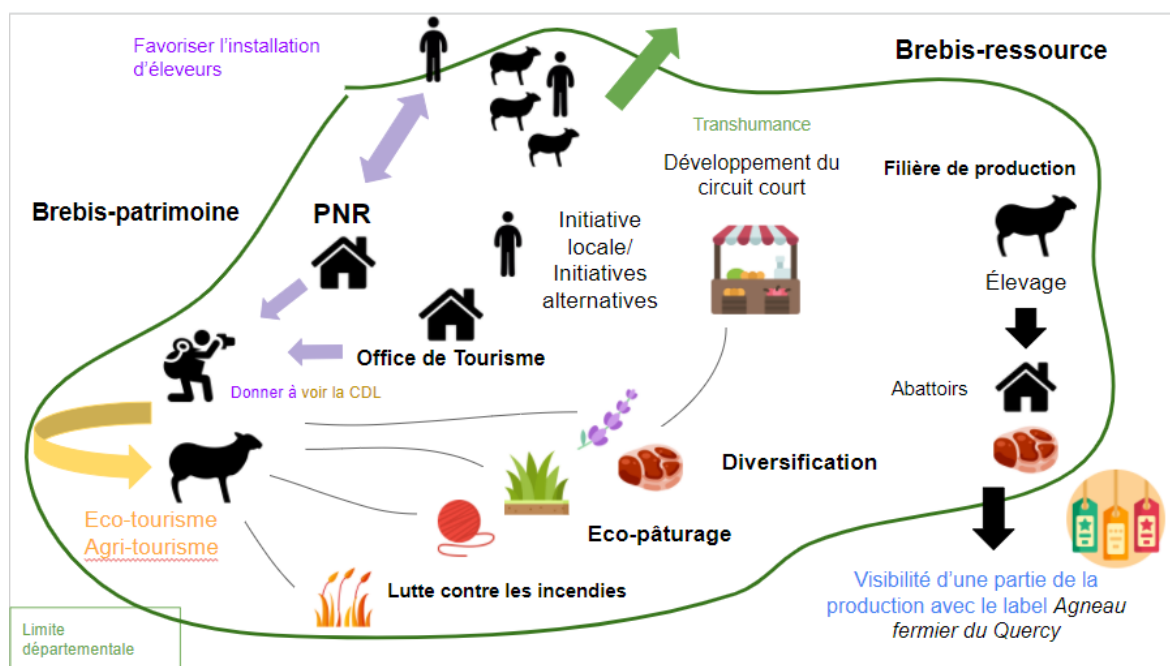 Favoriser l'installation
d'éleveurs
Brebis-ressource
Transhumance
Développement du
circuit court
Filière de production
Brebis-patrimoine
PNR
Initiative
locale/
Initiatives
alternatives
Élevage
Office de Tourisme
Abattoirs
Donner à voir la CDL
Diversification
Eco-tourisme
Agri-tourisme
Eco-pâturage
Lutte contre les incendies
Visibilité d'une partie de la
production avec le label Agneau
fermier du Quercy
Limite
départementale